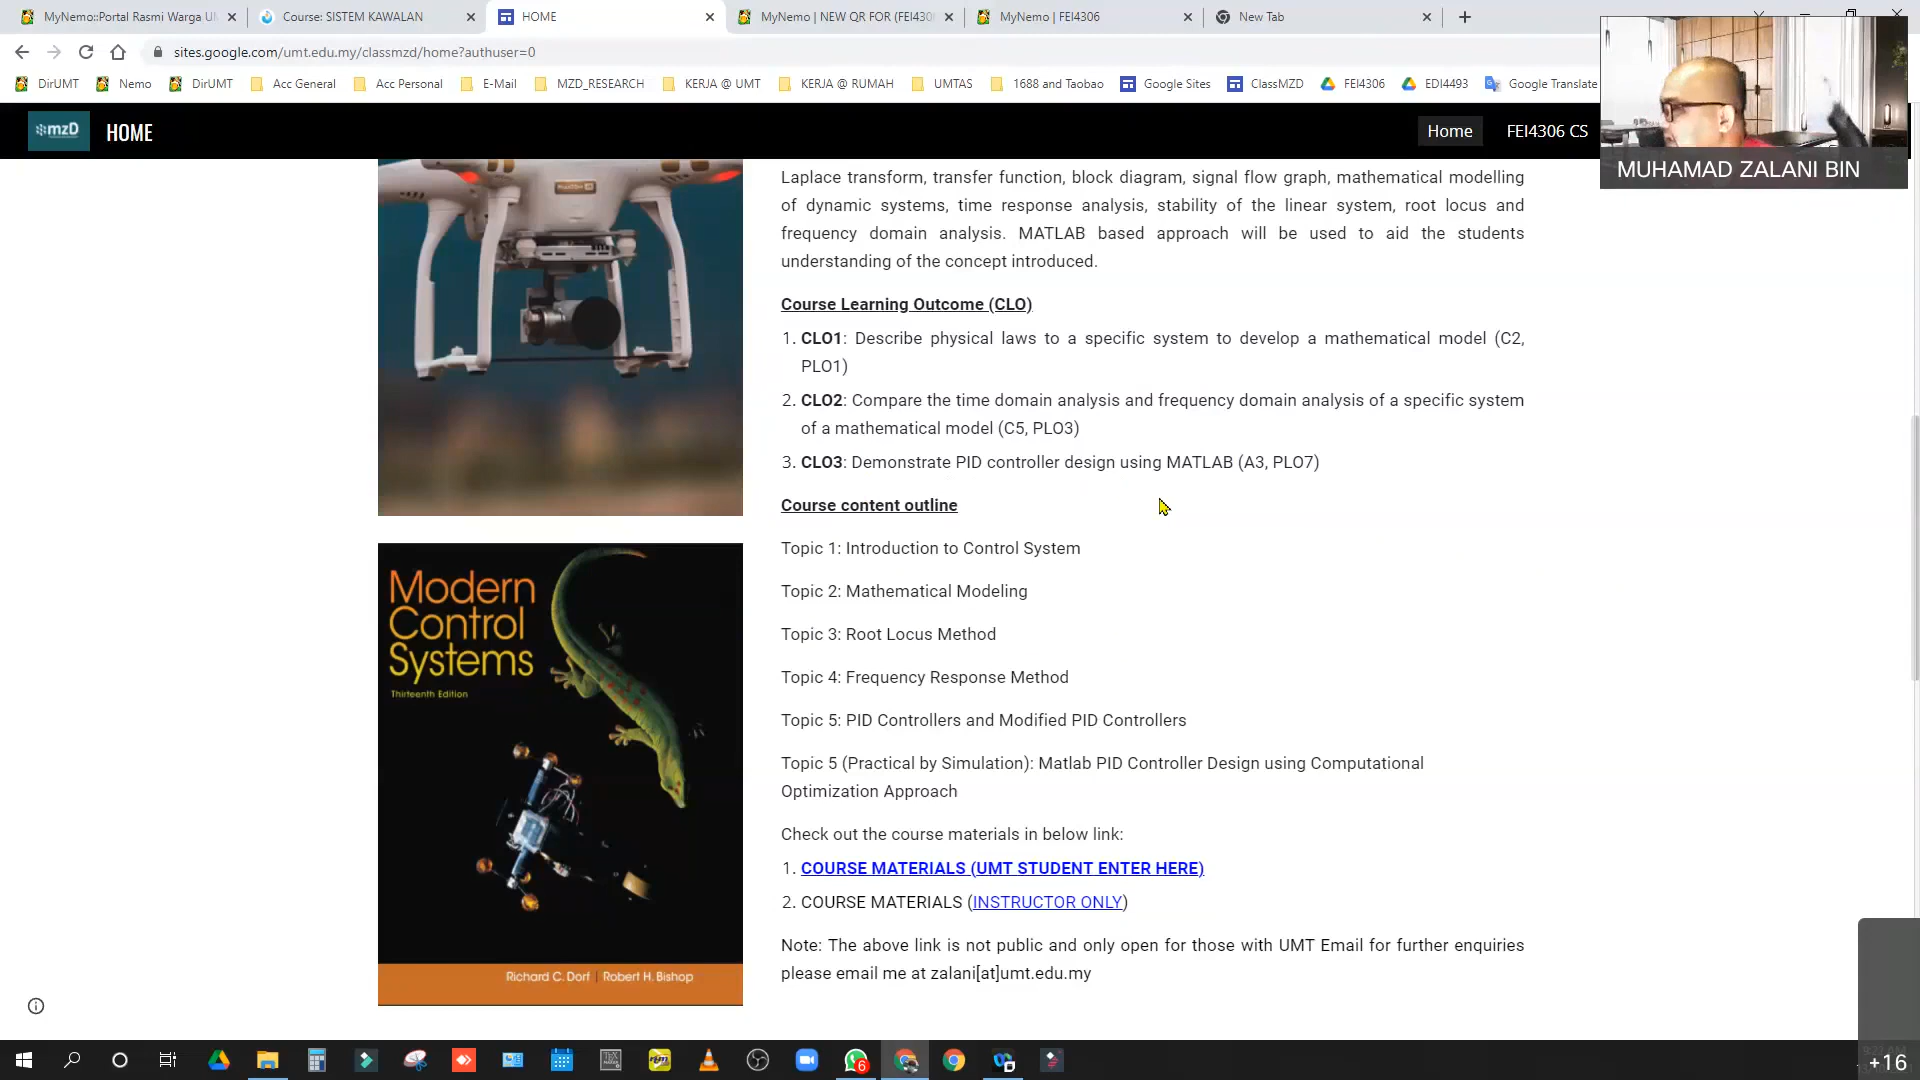 MyNemo::Portal Rasmi Warga UM
Course: SISTEM KAWALAN
HOME
MyNemo | NEW QR FOR (FEI430
MyNemo | FEI4306
New Tab
sites.google.com/umt.edu.my/classmzd/home?authuser=0
DirUMT
Nemo
DirUMT
Acc General
Acc Personal
E-Mail
MZD_RESEARCH
KERJA @ UMT
KERJA @ RUMAH
UMTAS
1688 and Taobao
Google Sites
ClassMZD
FEI4306
EDI4493
Google Translate
mzD
HOME
Home
FEI4306 CS
MUHAMAD ZALANI BIN
Laplace transform, transfer function, block diagram, signal flow graph, mathematical modelling
of dynamic systems, time response analysis, stability of the linear system, root locus and
frequency domain analysis. MATLAB based approach will be used to aid the students
understanding of the concept introduced.
Course Learning Outcome (CLO)
1. CLO1: Describe physical laws to a specific system to develop a mathematical model (C2,
PLO1)
2. CLO2: Compare the time domain analysis and frequency domain analysis of a specific system
of a mathematical model (C5, PLO3)
3. CLO3: Demonstrate PID controller design using MATLAB (A3, PLO7)
Course content outline
Topic 1: Introduction to Control System
Topic 2: Mathematical Modeling
Topic 3: Root Locus Method
Topic 4: Frequency Response Method
Topic 5: PID Controllers and Modified PID Controllers
Topic 5 (Practical by Simulation): Matlab PID Controller Design using Computational
Optimization Approach
Check out the course materials in below link:
1. COURSE MATERIALS (UMT STUDENT ENTER HERE)
2. COURSE MATERIALS (INSTRUCTOR ONLY)
Note: The above link is not public and only open for those with UMT Email for further enquiries
please email me at zalani[at]umt.edu.my
Modern
Control
Systems
Thirteenth Edition
Richard C. Dorf | Robert H. Bishop
6
+16